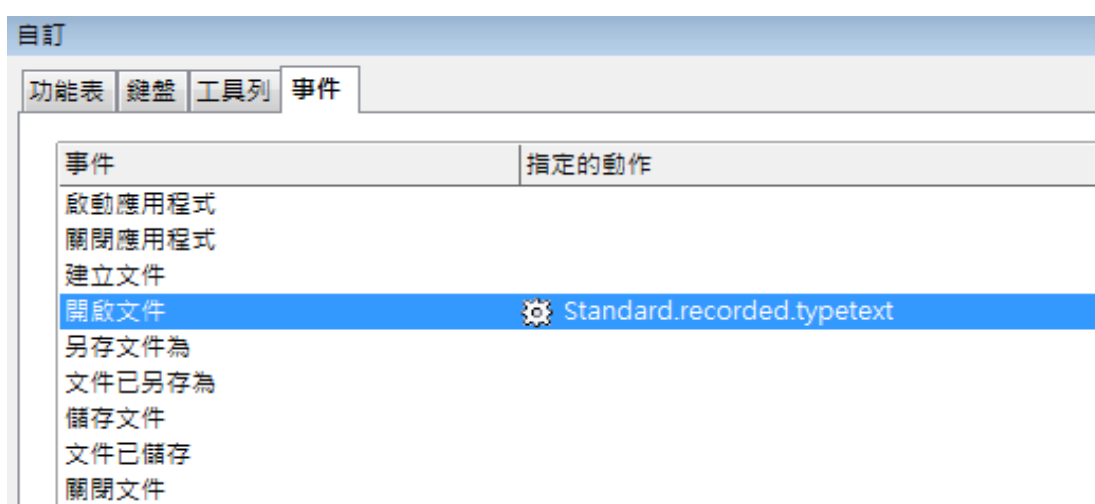 自訂
功能表 鍵盤 工具列 事件
事件 指定的動作
啟動應用程式
關閉應用程式
建立文件
開啟文件 Standard.recorded.typetext
另存文件為
文件已另存為
儲存文件
文件已儲存
關閉文件